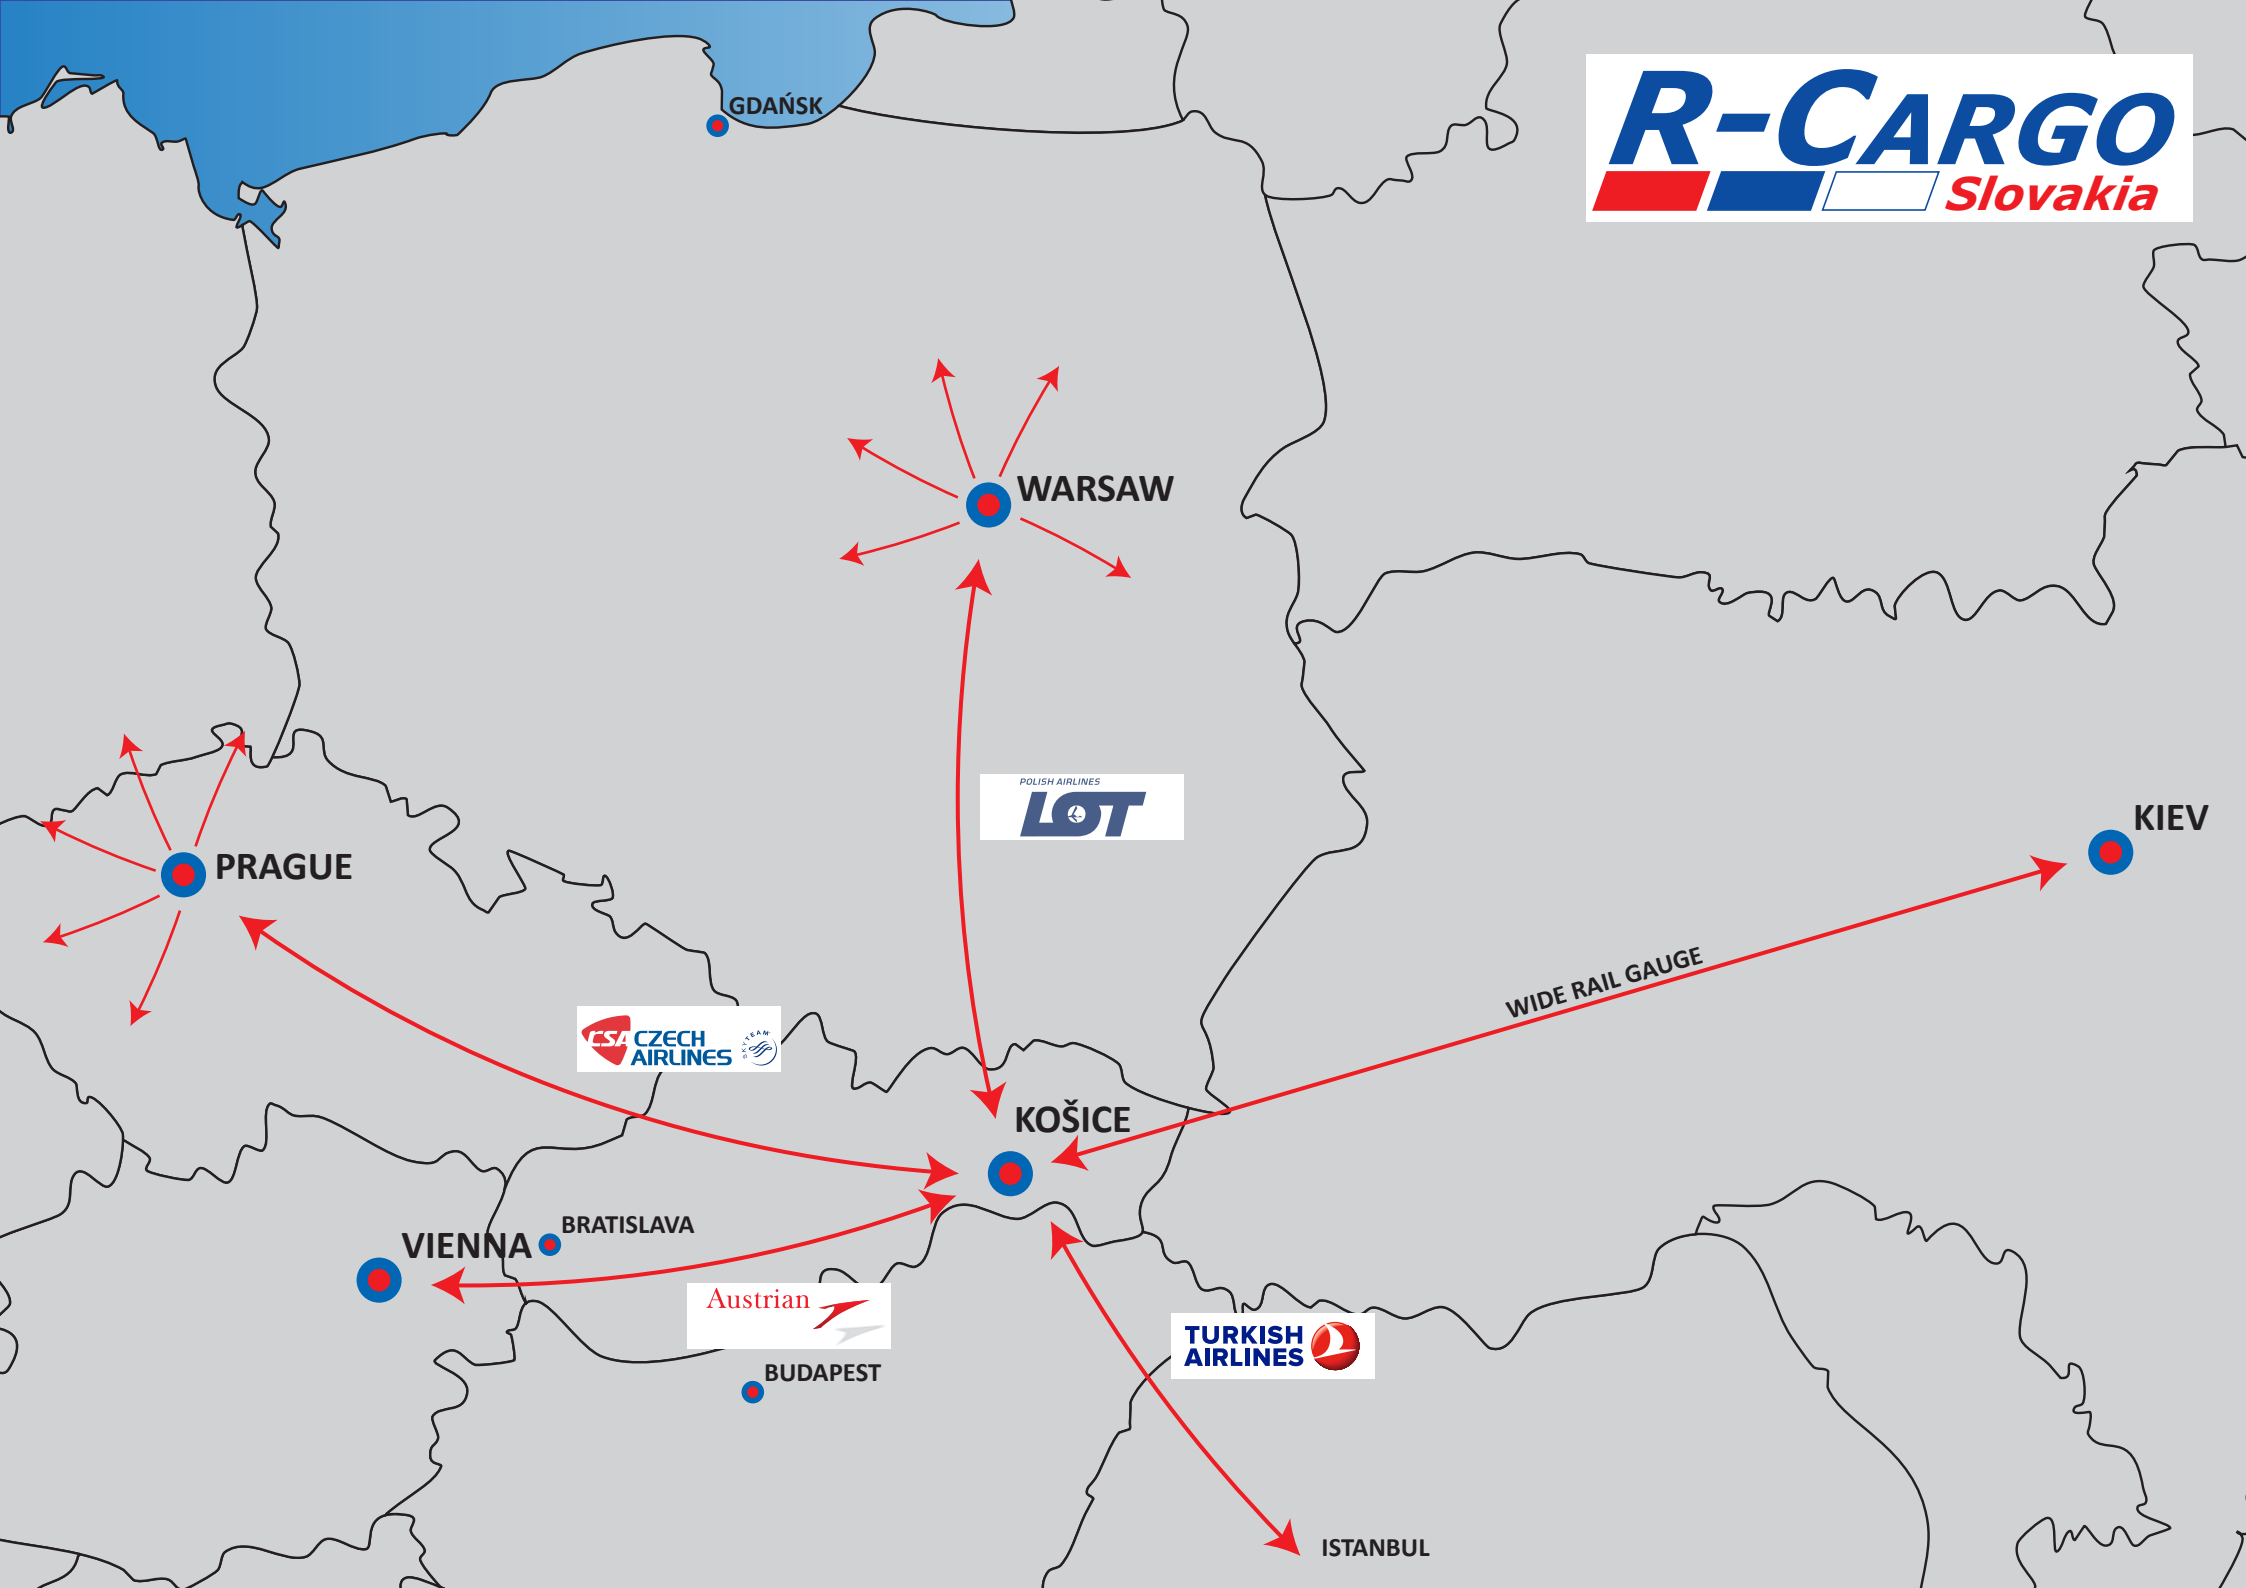 GDAŃSK
R-CARGO
Slovakia
WARSAW
POLISH AIRLINES
LOT
KIEV
PRAGUE
WIDE RAIL GAUGE
CSA CZECH
AIRLINES
SKYTEAM
KOŠICE
BRATISLAVA
VIENNA
Austrian
TURKISH
AIRLINES
BUDAPEST
ISTANBUL